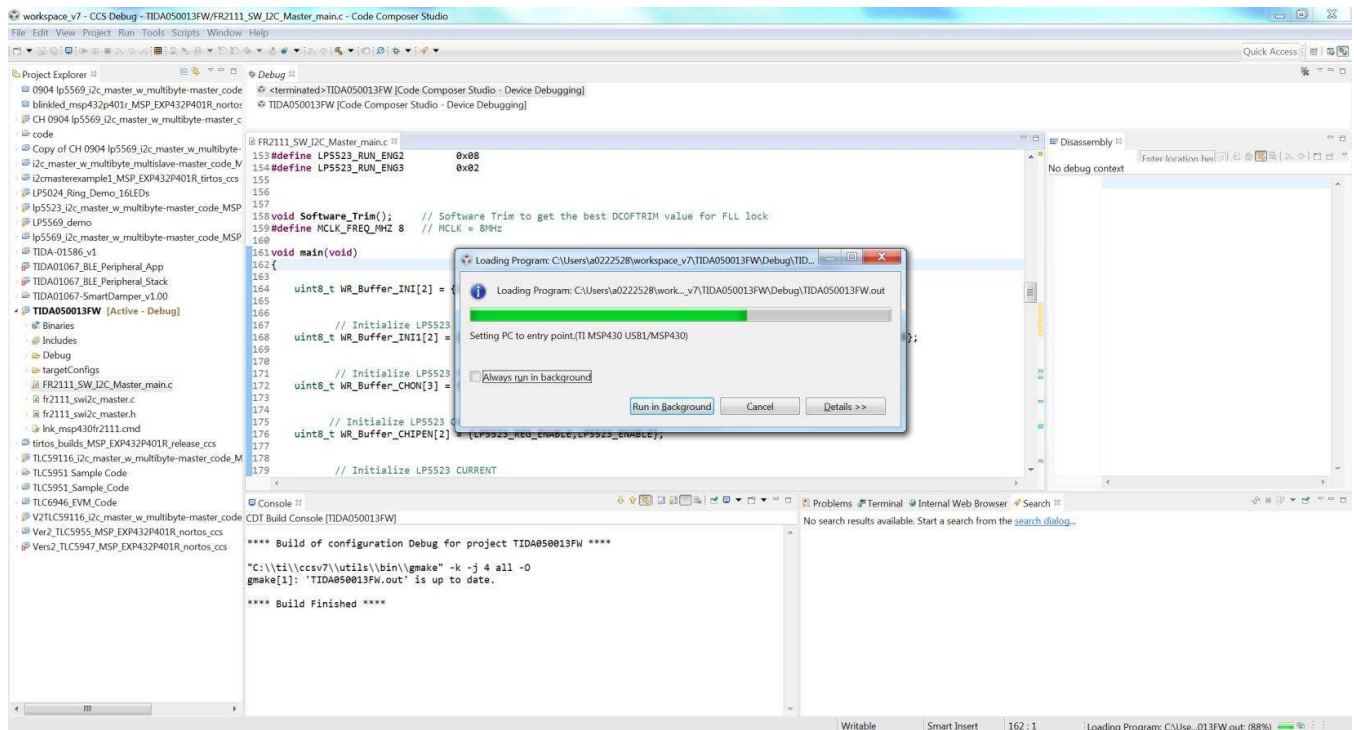 workspace_v7 - CCS Debug - TIDA050013FW/FR2111_SW_I2C_Master_main.c - Code Composer Studio
File Edit View Project Run Tools Scripts Window Help
Quick Access
Project Explorer
0904 lp5569_i2c_master_w_multibyte-master_code
blinkled_msp432p401r_MSP_EXP432P401R_nortos
CH 0904 lp5569_i2c_master_w_multibyte-master_c
code
Copy of CH 0904 lp5569_i2c_master_w_multibyte-
i2c_master_w_multibyte_multislave-master_code_M
i2cmasterexample1_MSP_EXP432P401R_tirtos_ccs
LP5024_Ring_Demo_16LEDs
lp5523_i2c_master_w_multibyte-master_code_MSP
LP5569_demo
lp5569_i2c_master_w_multibyte-master_code_MSP
TIDA-01586_v1
TIDA01067_BLE_Peripheral_App
TIDA01067_BLE_Peripheral_Stack
TIDA01067-SmartDamper_v1.00
TIDA050013FW [Active - Debug]
Binaries
Includes
Debug
targetConfigs
FR2111_SW_I2C_Master_main.c
fr2111_swi2c_master.c
fr2111_swi2c_master.h
lnk_msp430fr2111.cmd
tirtos_builds_MSP_EXP432P401R_release_ccs
TLC59116_i2c_master_w_multibyte-master_code_M
TLC5951 Sample Code
TLC5951_Sample_Code
TLC6946_EVM_Code
V2TLC59116_i2c_master_w_multibyte-master_code
Ver2_TLC5955_MSP_EXP432P401R_nortos_ccs
Vers2_TLC5947_MSP_EXP432P401R_nortos_ccs
Debug
<terminated>TIDA050013FW [Code Composer Studio - Device Debugging]
TIDA050013FW [Code Composer Studio - Device Debugging]
FR2111_SW_I2C_Master_main.c
153 #define LP5523_RUN_ENG2 0x08
154 #define LP5523_RUN_ENG3 0x02
155
156
157
158 void Software_Trim(); // Software Trim to get the best DCOFTRIM value for FLL lock
159 #define MCLK_FREQ_MHZ 8 // MCLK = 8MHz
160
161 void main(void)
162 {
163
164 uint8_t WR_Buffer_INI[2] = {
165
166
167 // Initialize LP5523
168 uint8_t WR_Buffer_INI1[2] = };
169
170
171 // Initialize LP5523
172 uint8_t WR_Buffer_CHON[3] =
173
174
175 // Initialize LP5523
176 uint8_t WR_Buffer_CHIPEN[2] = {LP5523_REG_ENABLE,LP5523_ENABLE};
177
178
179 // Initialize LP5523 CURRENT
Loading Program: C:\Users\a0222528\workspace_v7\TIDA050013FW\Debug\TID...
Loading Program: C:\Users\a0222528\work..._v7\TIDA050013FW\Debug\TIDA050013FW.out
Setting PC to entry point.(TI MSP430 USB1/MSP430)
Always run in background
Run in Background Cancel Details >>
Disassembly
Enter location her
No debug context
Console
CDT Build Console [TIDA050013FW]
**** Build of configuration Debug for project TIDA050013FW ****
"C:\\ti\\ccsv7\\utils\\bin\\gmake" -k -j 4 all -O
gmake[1]: 'TIDA050013FW.out' is up to date.
**** Build Finished ****
Problems Terminal Internal Web Browser Search
No search results available. Start a search from the search dialog...
Writable Smart Insert 162 : 1 Loading Program: C:\Use...013FW.out: (88%)